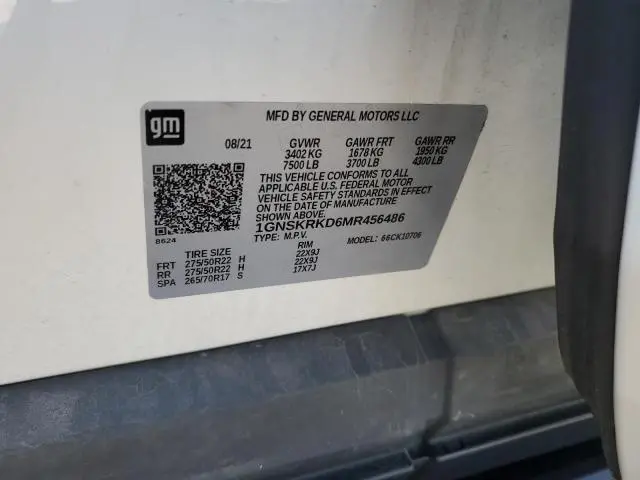 gm
MFD BY GENERAL MOTORS LLC
08/21 GVWR GAWR FRT GAWR RR
3402 KG 1678 KG 1950 KG
7500 LB 3700 LB 4300 LB
THIS VEHICLE CONFORMS TO ALL
APPLICABLE U.S. FEDERAL MOTOR
VEHICLE SAFETY STANDARDS IN EFFECT
ON THE DATE OF MANUFACTURE
SHOWN ABOVE.
1GNSKRKD6MR456486
TYPE: M.P.V. MODEL: 66CK10706
8624
TIRE SIZE RIM
FRT 275/50R22 H 22X9J
RR 275/50R22 H 22X9J
SPA 265/70R17 S 17X7J